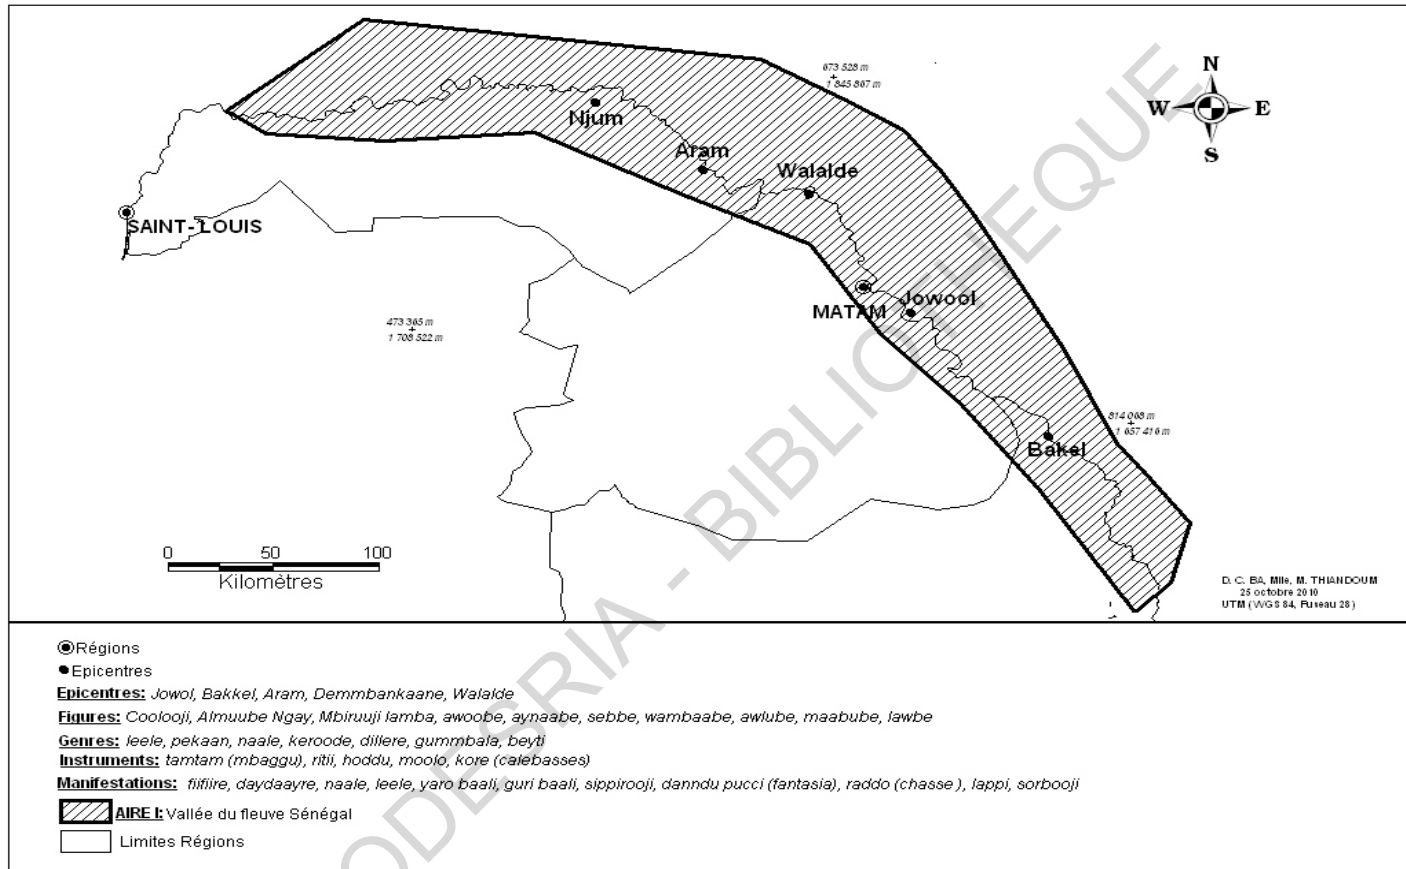 673 528 m
1 845 867 m
N
W E
S
Njum
Aram
Walalde
SAINT- LOUIS
MATAM
Jowool
473 365 m
1 708 522 m
814 068 m
1 657 416 m
Bakel
0 50 100
Kilomètres
D. C. BA, Mlle, M. THIANDOUM
25 octobre 2010
UTM (WGS 84, Fuseau 28)
Régions
Epicentres
Epicentres: Jowol, Bakkel, Aram, Demmbankaane, Walalde
Figures: Coolooji, Almuube Ngay, Mbiruuji lamba, awoobe, aynaabe, sebbe, wambaabe, awlube, maabube, lawbe
Genres: leele, pekaan, naale, keroode, dillere, gummbala, beyti
Instruments: tamtam (mbaggu), ritii, hoddu, moolo, kore (calebasses)
Manifestations: fiifiire, daydaayre, naale, leele, yaro baali, guri baali, sippirooji, danndu pucci (fantasia), raddo (chasse ), lappi, sorbooji
AIRE I: Vallée du fleuve Sénégal
Limites Régions
ODESRIA - BIBLIOTHEQUE